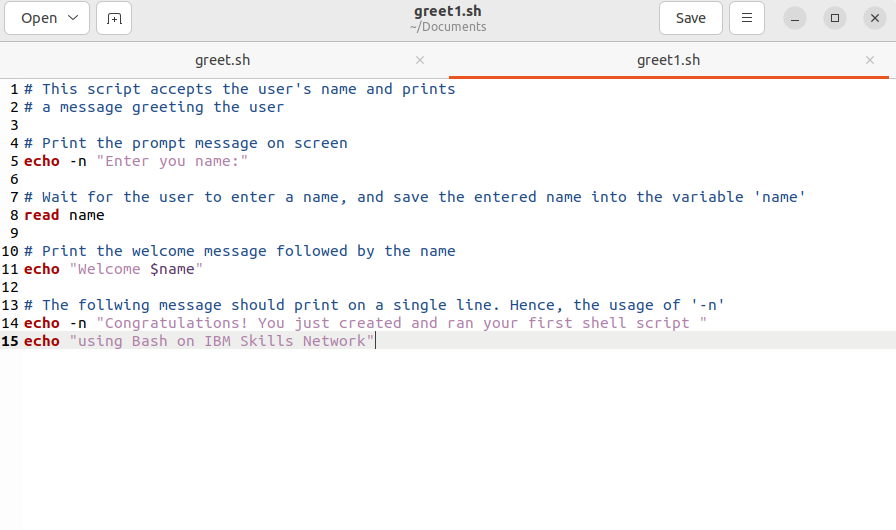 Open
greet1.sh
~/Documents
Save
greet.sh
greet1.sh
1 # This script accepts the user's name and prints
2 # a message greeting the user
3
4 # Print the prompt message on screen
5 echo -n "Enter you name:"
6
7 # Wait for the user to enter a name, and save the entered name into the variable 'name'
8 read name
9
10 # Print the welcome message followed by the name
11 echo "Welcome $name"
12
13 # The follwing message should print on a single line. Hence, the usage of '-n'
14 echo -n "Congratulations! You just created and ran your first shell script "
15 echo "using Bash on IBM Skills Network"